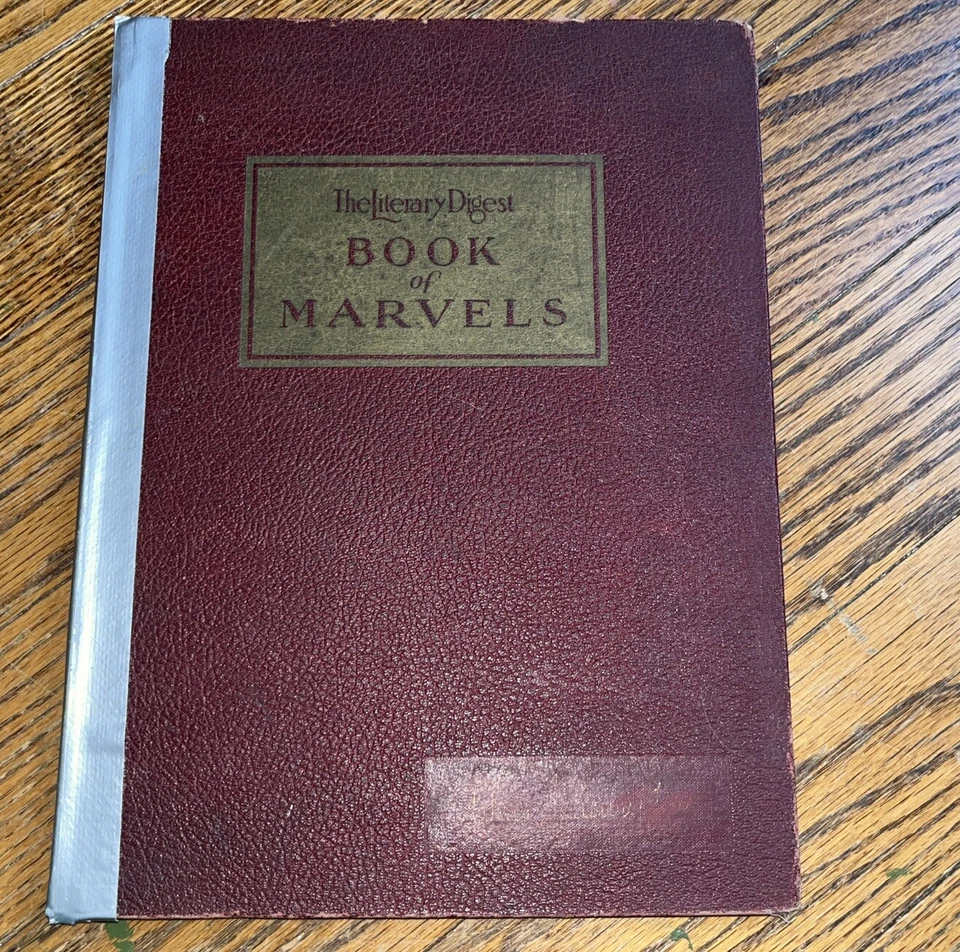 The Literary Digest
BOOK
of
MARVELS